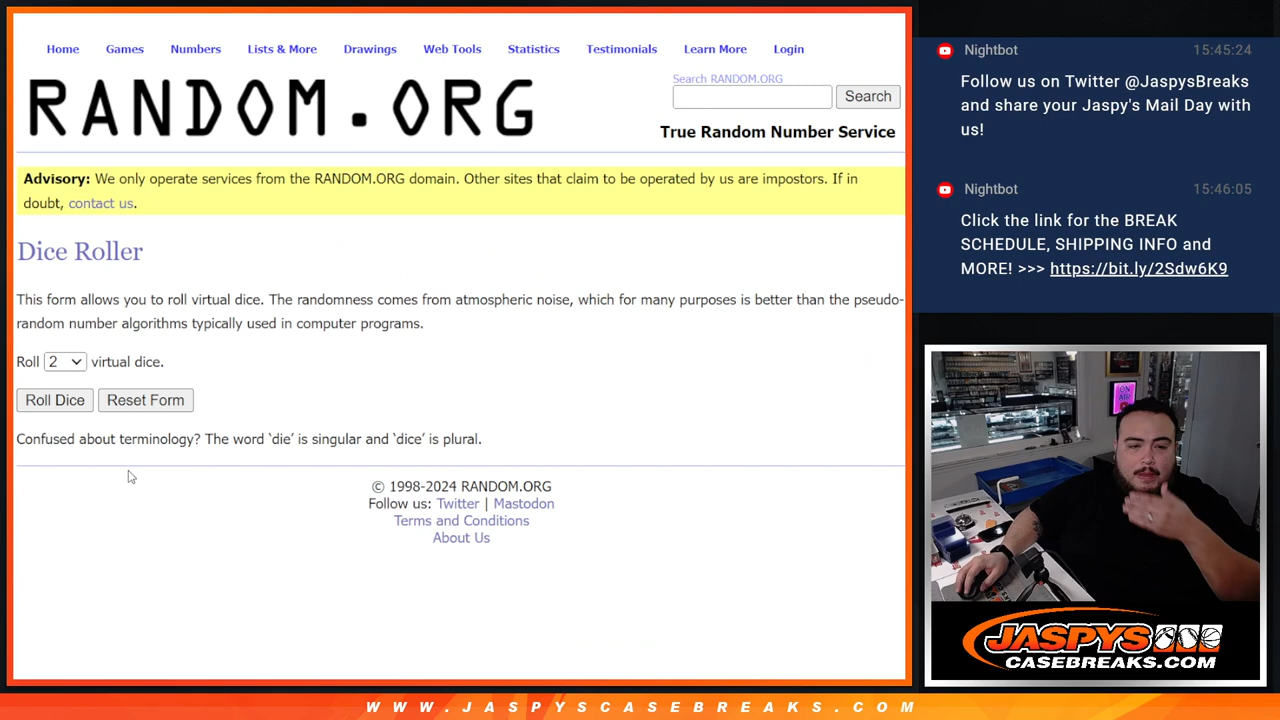 Home Games Numbers Lists & More Drawings Web Tools Statistics Testimonials Learn More Login
RANDOM.ORG
Search RANDOM.ORG
Search
True Random Number Service
Advisory: We only operate services from the RANDOM.ORG domain. Other sites that claim to be operated by us are impostors. If in
doubt, contact us.
Dice Roller
This form allows you to roll virtual dice. The randomness comes from atmospheric noise, which for many purposes is better than the pseudo-
random number algorithms typically used in computer programs.
Roll 2 virtual dice.
Roll Dice Reset Form
Confused about terminology? The word ‘die’ is singular and ‘dice’ is plural.
© 1998-2024 RANDOM.ORG
Follow us: Twitter | Mastodon
Terms and Conditions
About Us
Nightbot 15:45:24
Follow us on Twitter @JaspysBreaks
and share your Jaspy's Mail Day with
us!
Nightbot 15:46:05
Click the link for the BREAK
SCHEDULE, SHIPPING INFO and
MORE! >>> https://bit.ly/2Sdw6K9
ON
AIR
JASPYS
CASEBREAKS.COM
WWW.JASPYSCASEBREAKS.COM